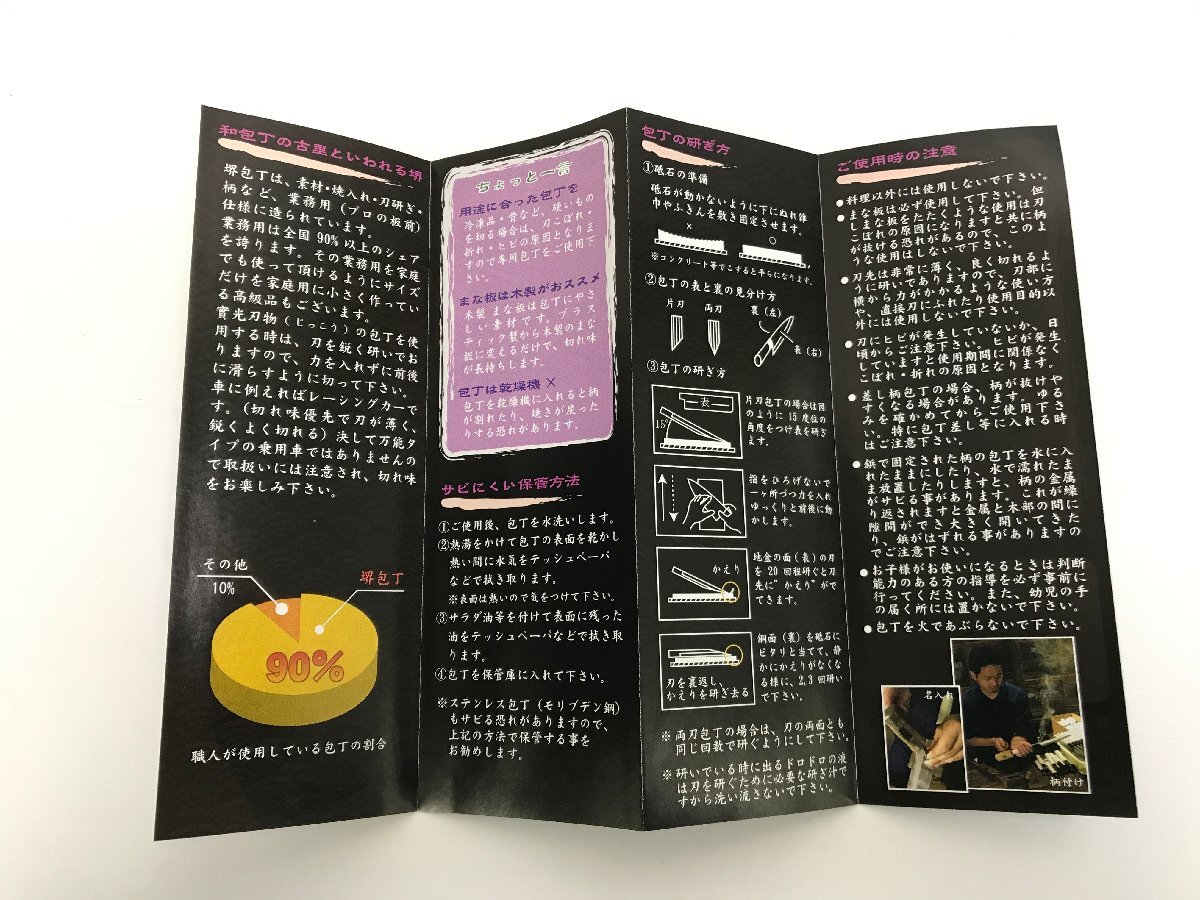 和包丁の古里といわれる堺
堺包丁は、素材・焼入れ・刃研ぎ・
柄など、業務用（プロの板前）
仕様に造られています。
業務用は全国90%以上のシェア
を誇ります。その業務用を家庭
でも使って頂けるようにサイズ
だけを家庭用に小さく作ってい
る高級品もございます。
實光刃物（じっこう）の包丁を使
用する時は、刃を鋭く研いでお
りますので、力を入れずに前後
に滑らすように切って下さい。
車に例えればレーシングカーで
す。（切れ味優先で刃が薄く、
鋭くよく切れる）決して万能タ
イプの乗用車ではありませんの
で取扱いには注意され、切れ味
をお楽しみ下さい。
その他
10%
堺包丁
90%
職人が使用している包丁の割合
ちょっと一言
用途に合った包丁を
冷凍品・骨など、硬いもの
を切る場合は、刃こぼれ・
折れ・ヒビの原因となりま
すので専用包丁をご使用下
さい。
まな板は木製がおススメ
木製まな板は包丁にやさ
しい素材です。プラス
ティック製から木製のまな
板に変えるだけで、切れ味
が長持ちします。
包丁は乾燥機 ×
包丁を乾燥機に入れると柄
が割れたり、焼きが戻った
りする恐れがあります。
サビにくい保管方法
①ご使用後、包丁を水洗いします。
②熱湯をかけて包丁の表面を乾かし
熱い間に水気をテッシュペーパ
などで拭き取ります。
※表面は熱いので気をつけて下さい。
③サラダ油等を付けて表面に残った
油をテッシュペーパなどで拭き取
ります。
④包丁を保管庫に入れて下さい。
※ステンレス包丁（モリブデン鋼）
もサビる恐れがありますので、
上記の方法で保管する事を
お勧めします。
包丁の研ぎ方
①砥石の準備
砥石が動かないように下にぬれ雑
巾やふきんを敷き固定させます。
× ○
※コンクリート等でこすると平らになります。
②包丁の表と裏の見分け方
片刃 両刃 裏（左）
表（右）
③包丁の研ぎ方
表
15°
片刃包丁の場合は図
のように15度位の
角度をつけ表を研ぎ
ます。
指をひろげないで
一ヶ所づつ力を入れ
ゆっくりと前後に動
かします。
かえり
地金の面（表）の刃
を20回程研ぐと刃
先に"かえり"がで
てきます。
刃を裏返し、
かえりを研ぎ去る
鋼面（裏）を砥石に
ピタリと当てて、静
かにかえりがなくな
る様に、2,3回研い
で下さい。
※両刃包丁の場合は、刃の両面とも
同じ回数で研ぐようにして下さい。
※研いでいる時に出るドロドロの液
は刃を研ぐために必要な研ぎ汁で
すから洗い流さないで下さい。
ご使用時の注意
●料理以外には使用しないで下さい。
●まな板は必ず使用して下さい。但
しまな板をたたくような使用は刃
こぼれの原因になりますと共に柄
が抜ける恐れがあるので、このよ
うな使用はしないで下さい。
●刃先は非常に薄く、良く切れるよ
うに研いでありますので、刃部に
横から力がかかるような使い方
や、直接刃にふれたり使用目的以
外には使用しないで下さい。
●刃にヒビが発生していないか、日
頃からご注意下さい。ヒビが発生
していますと使用期間に関係なく
こぼれ・折れの原因となります。
●差し柄包丁の場合、柄が抜けや
すくなる場合があります。ゆる
みを確かめてからご使用下さ
い。特に包丁差し等に入れる時
はご注意下さい。
●鋲で固定された柄の包丁を水に入
れたままにしたり、水で濡れたま
ま放置したりしますと、柄の金属
がサビる事があります。これが繰
り返されますと金属と木部の間に
隙間ができ大きく開いてきた
り、鋲がはずれる事がありますの
でご注意下さい。
●お子様がお使いになるときは判断
能力のある方の指導を必ず事前に
行ってください。また、幼児の手
の届く所には置かないで下さい。
●包丁を火であぶらないで下さい。
名入れ
柄付け